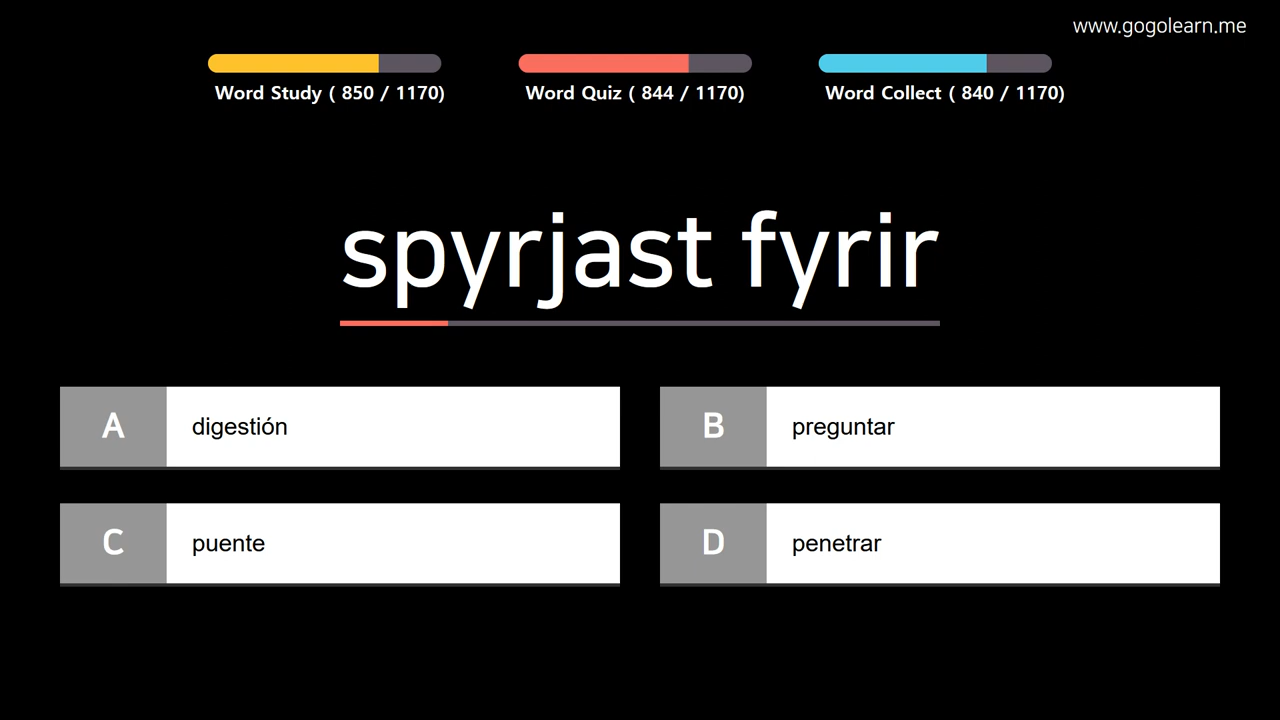 www.gogolearn.me
Word Study ( 850 / 1170)
Word Quiz ( 844 / 1170)
Word Collect ( 840 / 1170)
spyrjast fyrir
A digestión
B preguntar
C puente
D penetrar